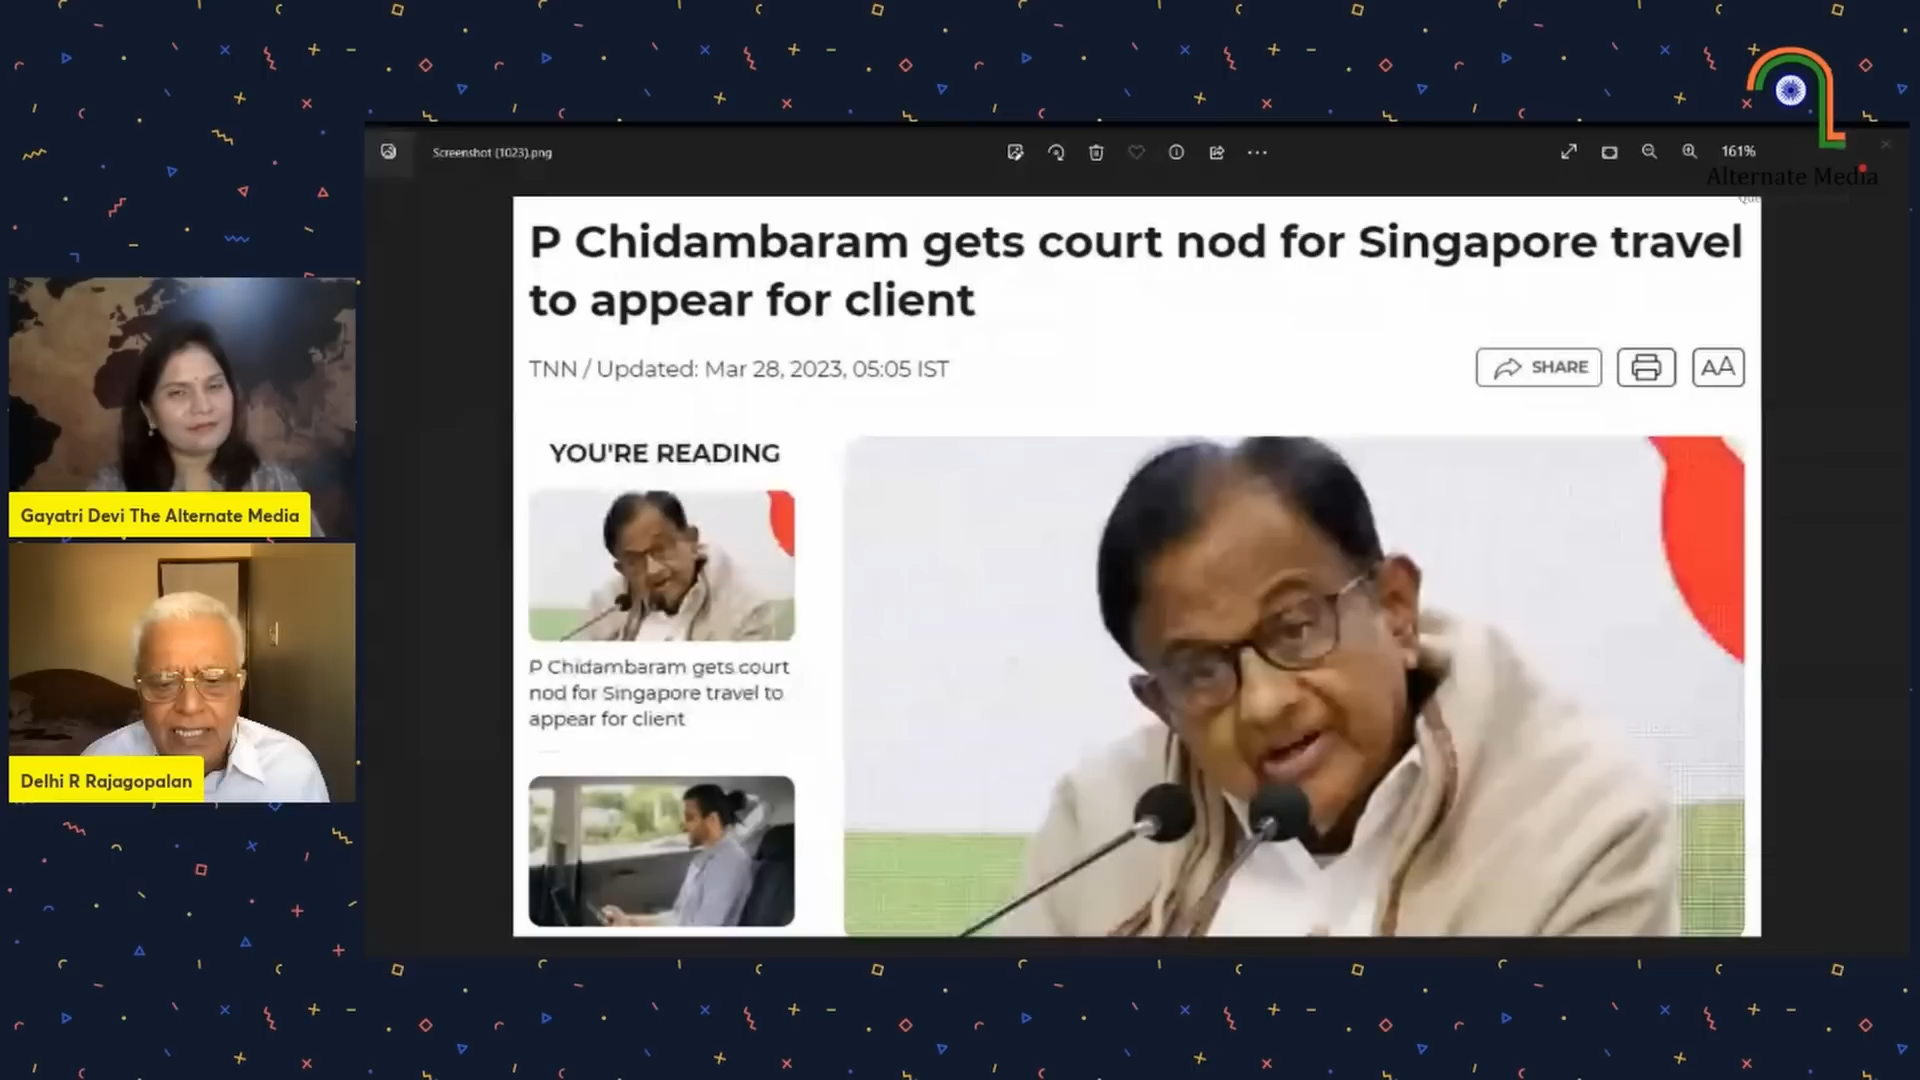 Screenshot (1023).png
161%
Alternate Media
P Chidambaram gets court nod for Singapore travel
to appear for client
TNN / Updated: Mar 28, 2023, 05:05 IST
SHARE
AA
YOU'RE READING
P Chidambaram gets court
nod for Singapore travel to
appear for client
Gayatri Devi The Alternate Media
Delhi R Rajagopalan